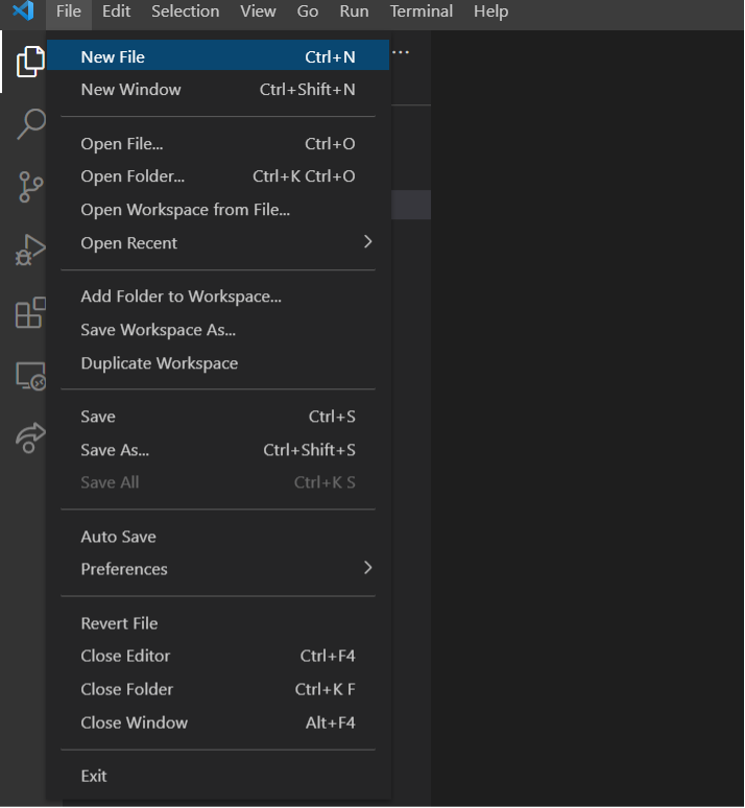 File Edit Selection View Go Run Terminal Help
New File Ctrl+N
New Window Ctrl+Shift+N
Open File... Ctrl+O
Open Folder... Ctrl+K Ctrl+O
Open Workspace from File...
Open Recent
Add Folder to Workspace...
Save Workspace As...
Duplicate Workspace
Save Ctrl+S
Save As... Ctrl+Shift+S
Save All Ctrl+K S
Auto Save
Preferences
Revert File
Close Editor Ctrl+F4
Close Folder Ctrl+K F
Close Window Alt+F4
Exit